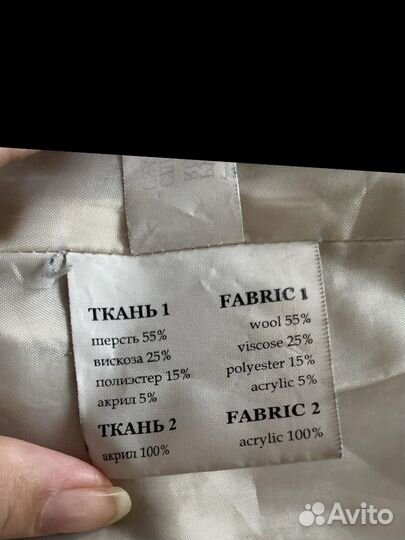 ТКАНЬ 1
шерсть 55%
вискоза 25%
полиэстер 15%
акрил 5%
ТКАНЬ 2
акрил 100%
FABRIC 1
wool 55%
viscose 25%
polyester 15%
acrylic 5%
FABRIC 2
acrylic 100%
Avito